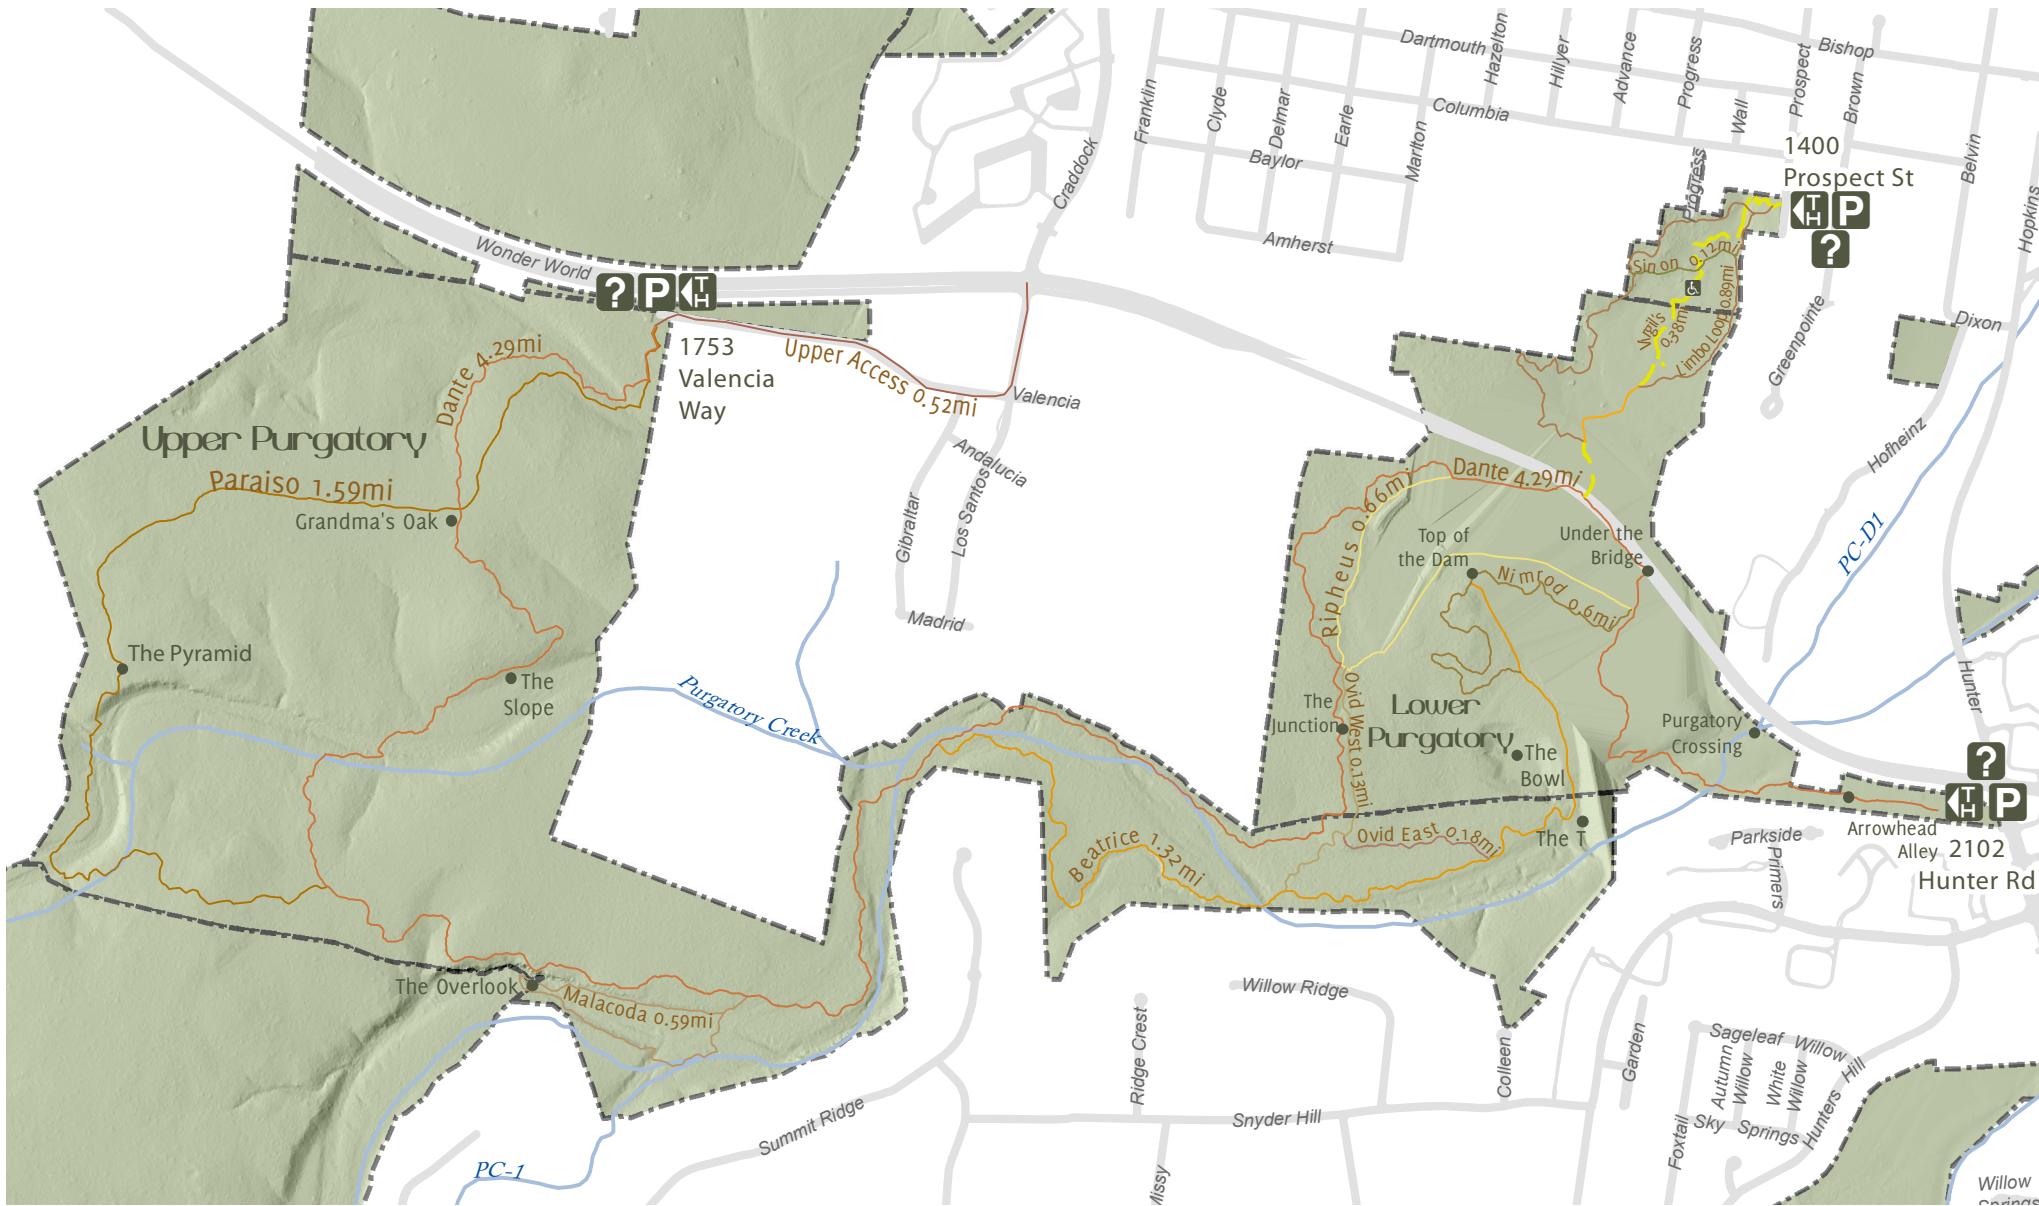 Dartmouth
Hazelton
Hillyer
Advance
Progress
Prospect
Bishop
Brown
Wall
Columbia
Franklin
Clyde
Delmar
Earle
Marlton
Baylor
Amherst
Craddock
Belvin
Hopkins
Progress
1400
Prospect St
TH P
?
Wonder World
? P TH
1753
Valencia
Way
Upper Access 0.52mi
Valencia
Andalucia
Los Santos
Gibraltar
Madrid
Dante 4.29mi
Upper Purgatory
Paraiso 1.59mi
Grandma's Oak
The Pyramid
The
Slope
Purgatory Creek
Sinon 0.12mi
Virgil's
0.38mi
Limbo Loop 0.89mi
Greenpointe
Dixon
Hofheinz
PC-D1
Dante 4.29mi
Ripheus 0.66mi
Top of
the Dam
Under the
Bridge
Nimrod 0.6mi
The
Junction
Ovid West 0.13mi
Lower
Purgatory
The
Bowl
Purgatory
Crossing
Hunter
?
TH P
Ovid East 0.18mi
The T
Beatrice 1.32mi
Arrowhead
Alley
2102
Hunter Rd
Parkside
Primers
The Overlook
Malacoda 0.59mi
Willow Ridge
Ridge Crest
Colleen
Garden
Sageleaf
Willow
Autumn
Willow
White
Willow
Hunters Hill
Sky Springs
Foxtail
Snyder Hill
Summit Ridge
Missy
PC-1
Willow
Springs